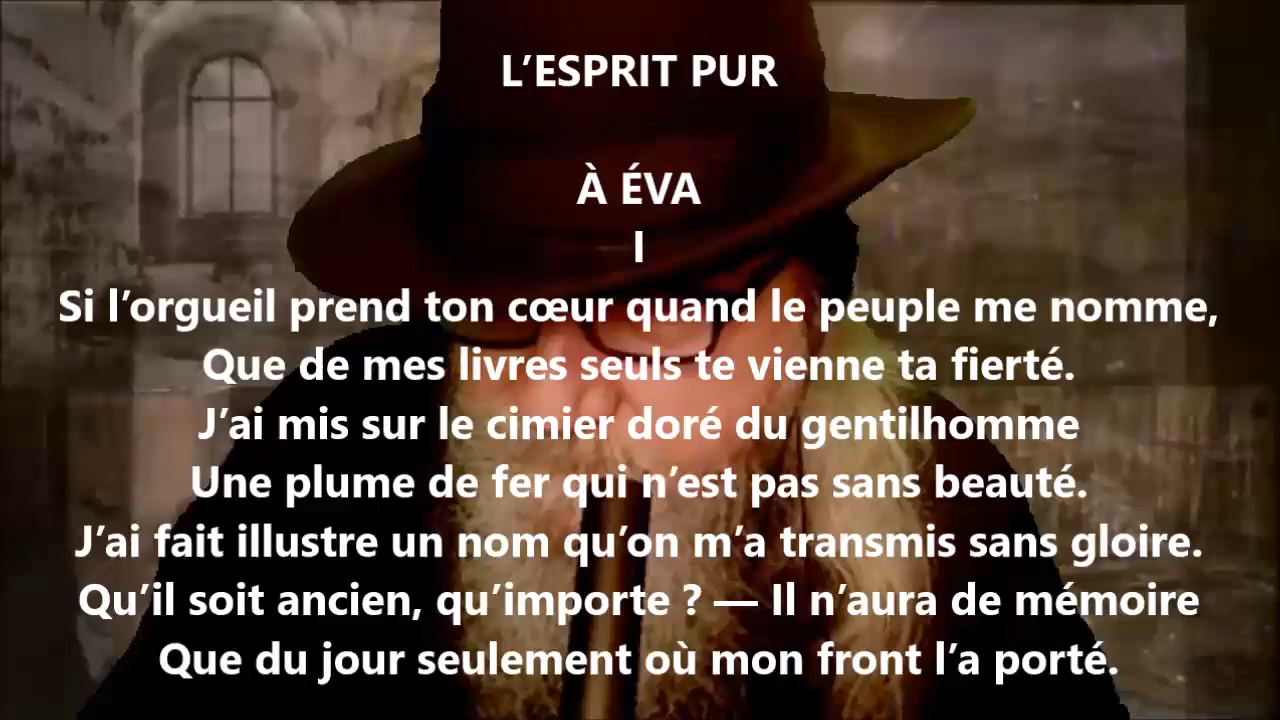 L’ESPRIT PUR
À ÉVA
I
Si l’orgueil prend ton cœur quand le peuple me nomme,
Que de mes livres seuls te vienne ta fierté.
J’ai mis sur le cimier doré du gentilhomme
Une plume de fer qui n’est pas sans beauté.
J’ai fait illustre un nom qu’on m’a transmis sans gloire.
Qu’il soit ancien, qu’importe ? — Il n’aura de mémoire
Que du jour seulement où mon front l’a porté.